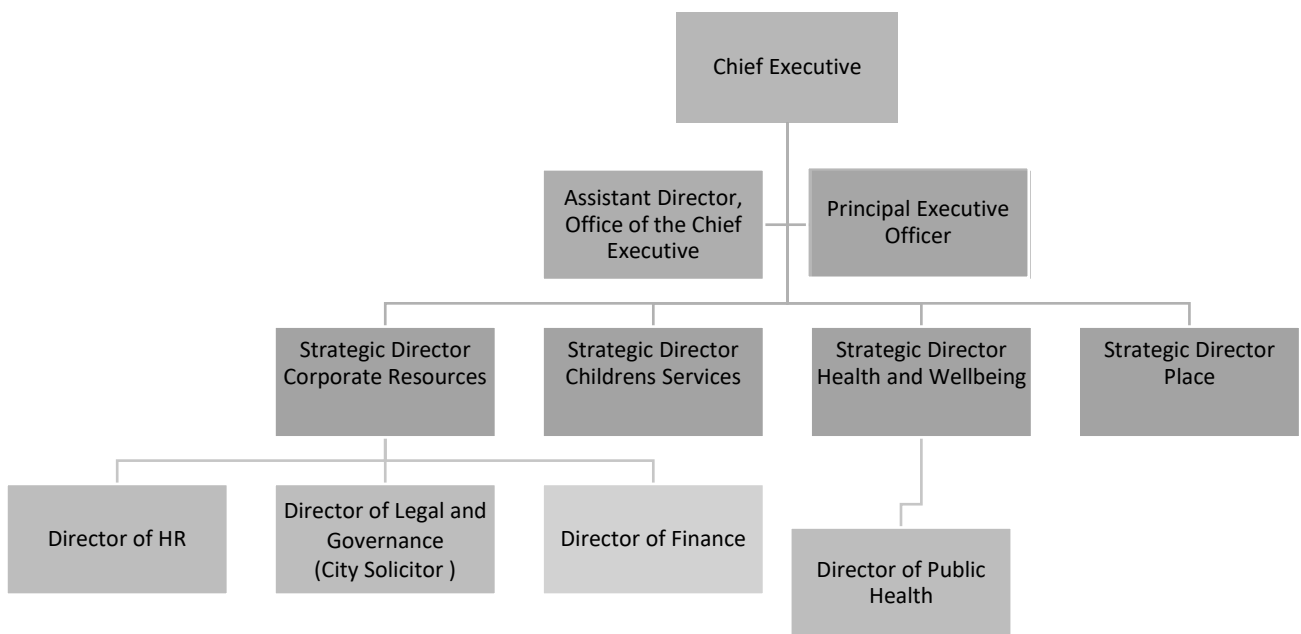 Chief Executive
Assistant Director,
Office of the Chief
Executive
Principal Executive
Officer
Strategic Director
Corporate Resources
Strategic Director
Childrens Services
Strategic Director
Health and Wellbeing
Strategic Director
Place
Director of HR
Director of Legal and
Governance
(City Solicitor )
Director of Finance
Director of Public
Health